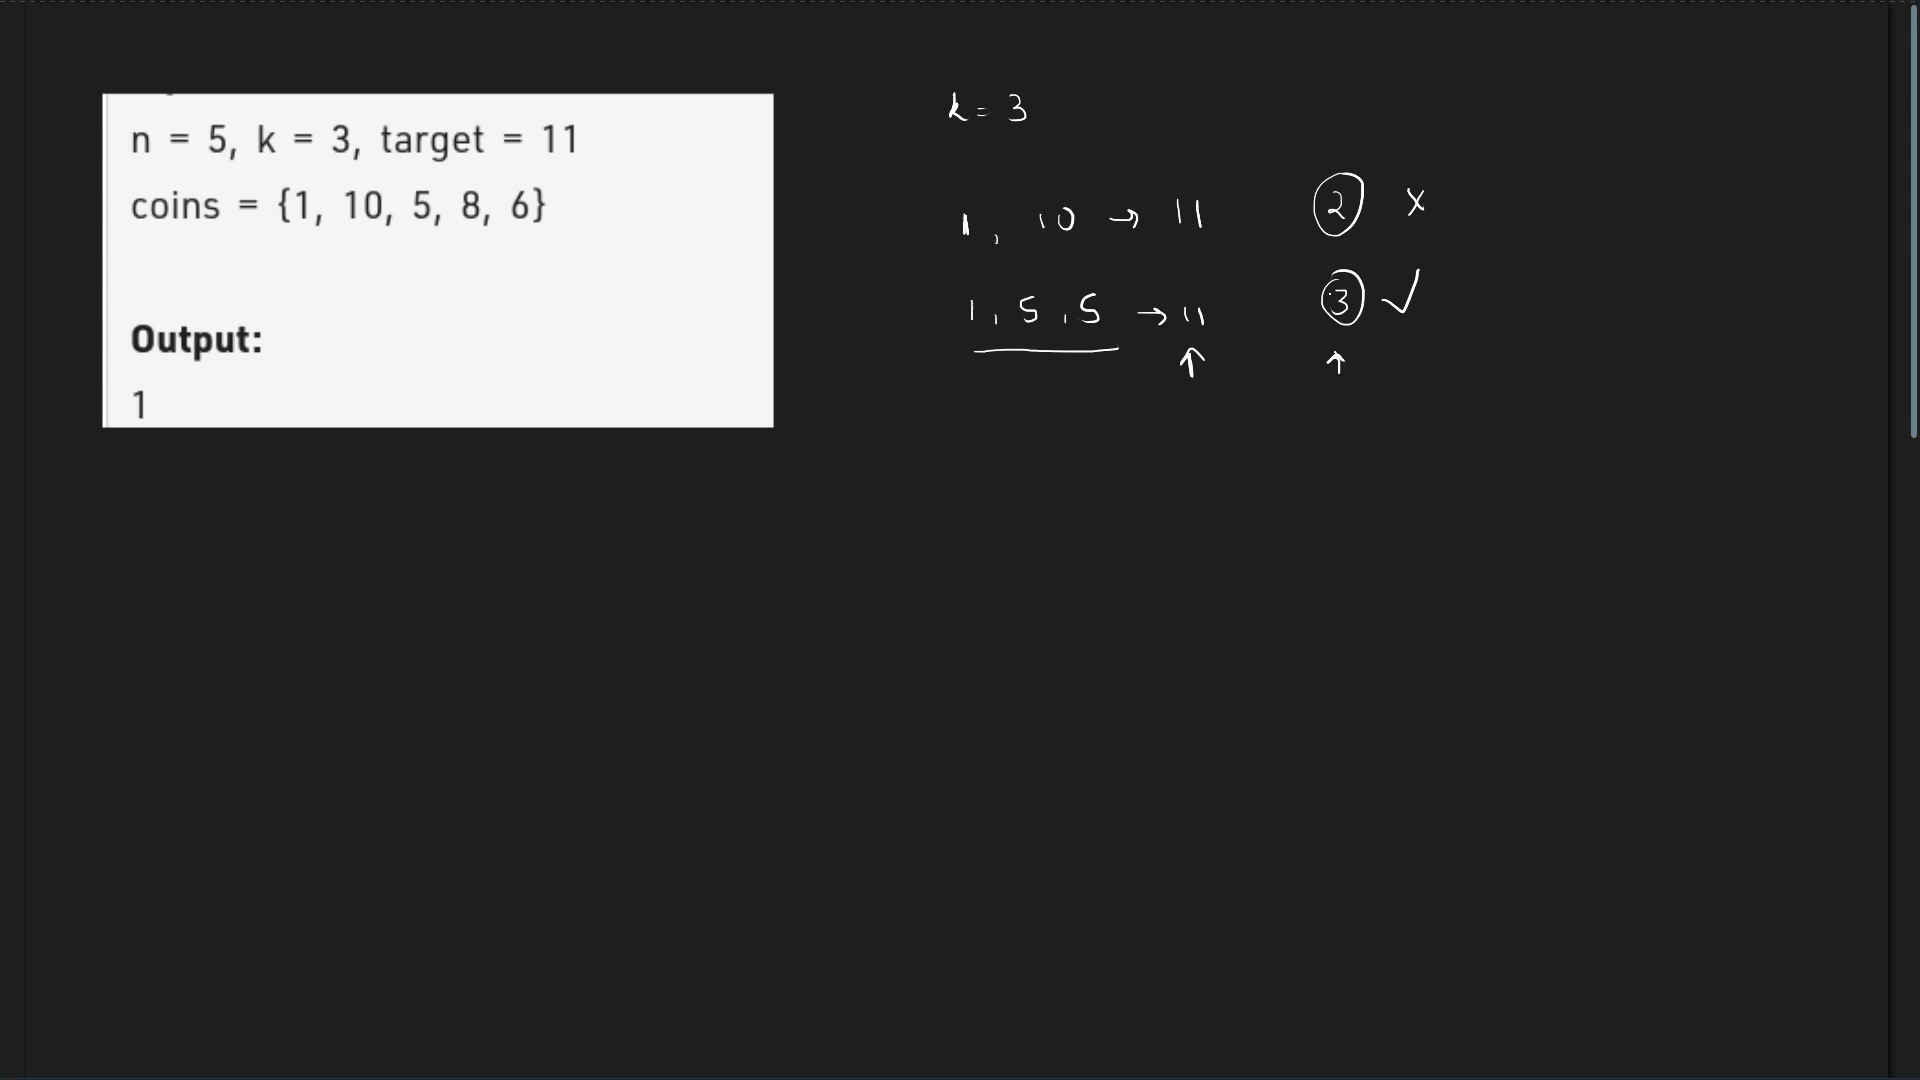 n = 5, k = 3, target = 11
coins = {1, 10, 5, 8, 6}
Output:
1
k = 3
1, 10 → 11 2 x
1, 5, 5 → 11 3 ✓
↑ ↑